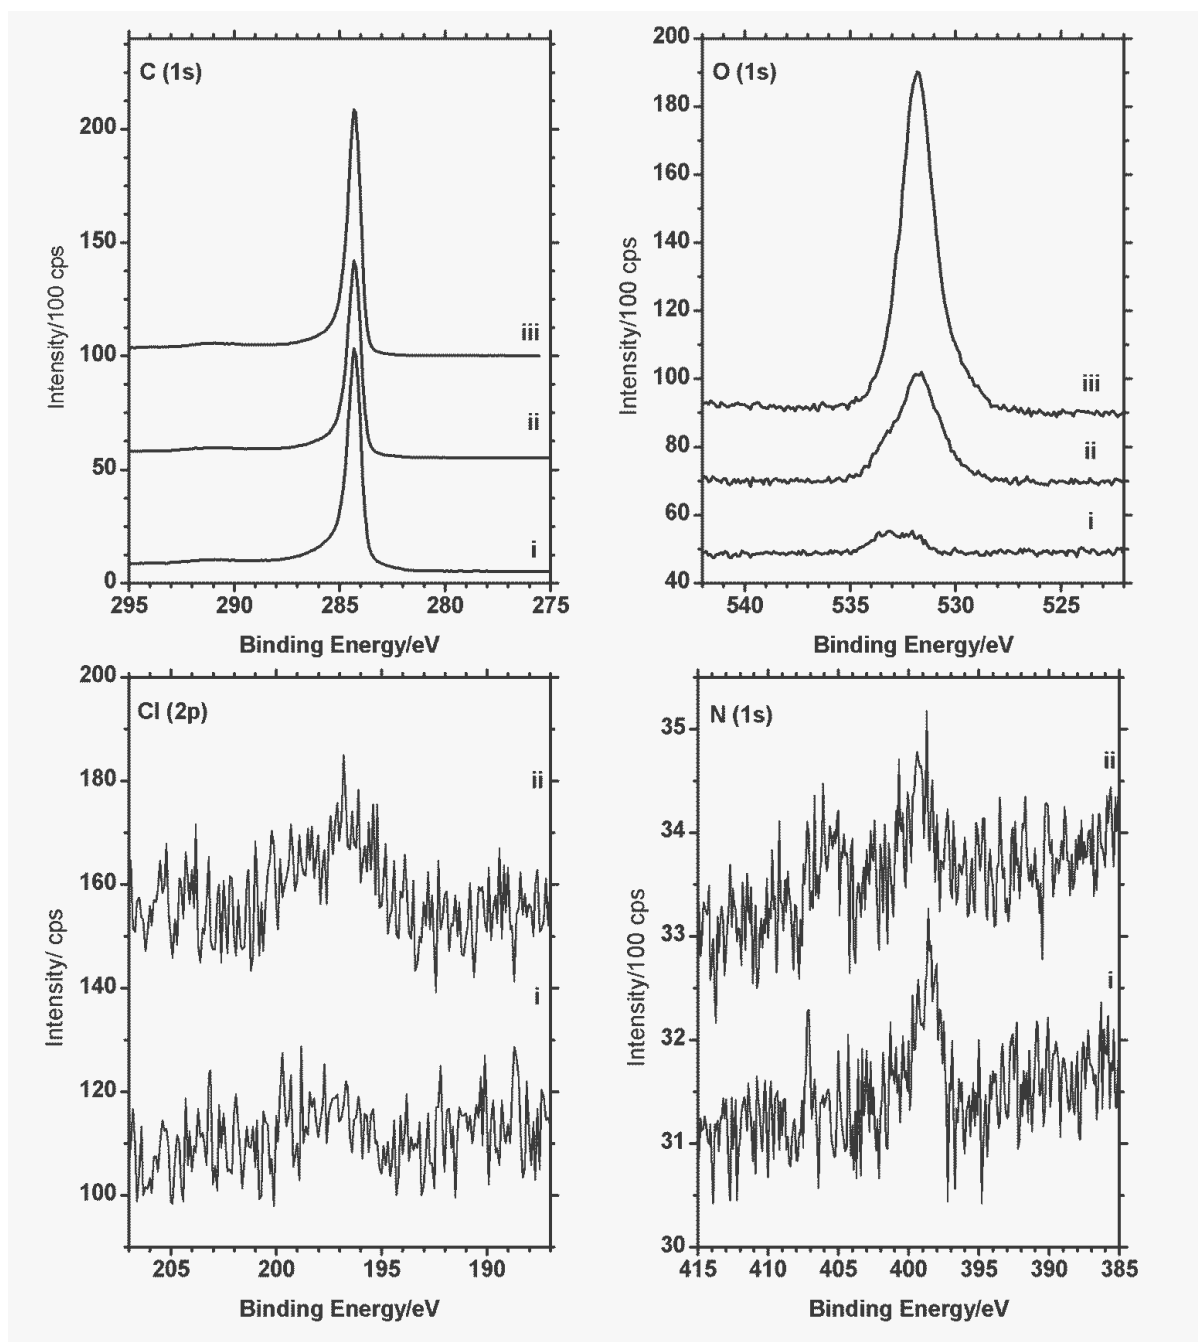 C (1s)
200
150
100
50
0
iii
ii
i
295 290 285 280 275
Intensity/100 cps
Binding Energy/eV
O (1s)
200
180
160
140
120
100
80
60
40
iii
ii
i
540 535 530 525
Intensity/100 cps
Binding Energy/eV
Cl (2p)
200
180
160
140
120
100
ii
i
205 200 195 190
Intensity/ cps
Binding Energy/eV
N (1s)
35
34
33
32
31
30
ii
i
415 410 405 400 395 390 385
Intensity/100 cps
Binding Energy/eV